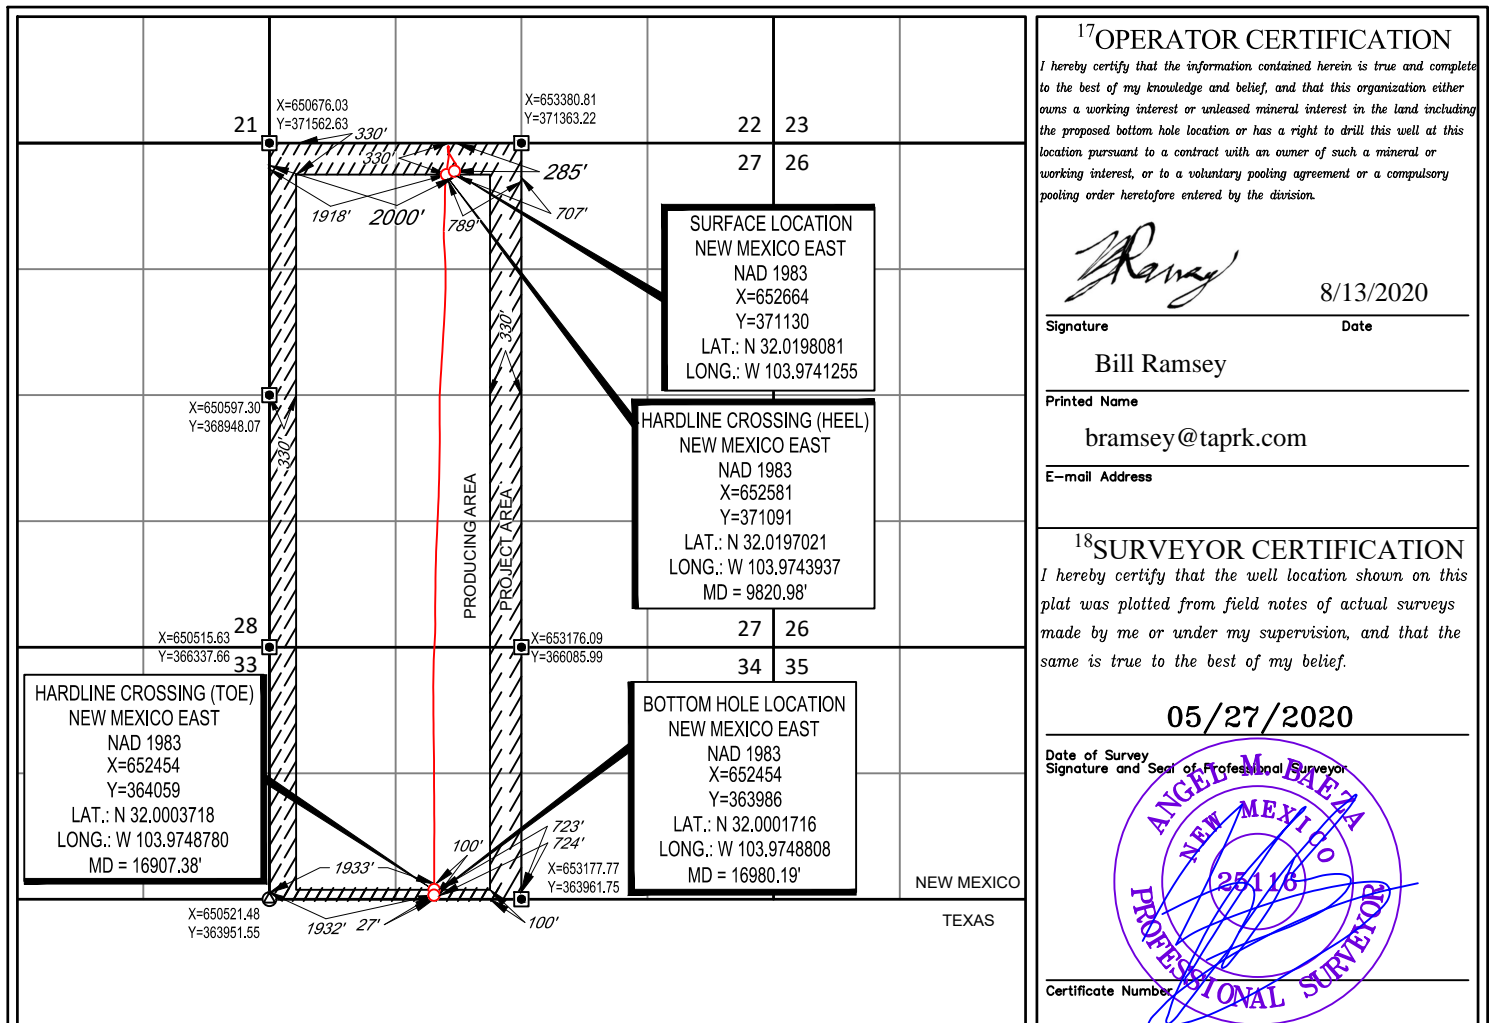 X=650676.03
Y=371562.63
X=653380.81
Y=371363.22
21
22 23
27 26
330'
330'
285'
1918'
2000'
789'
707'
SURFACE LOCATION
NEW MEXICO EAST
NAD 1983
X=652664
Y=371130
LAT.: N 32.0198081
LONG.: W 103.9741255
330'
X=650597.30
Y=368948.07
330'
HARDLINE CROSSING (HEEL)
NEW MEXICO EAST
NAD 1983
X=652581
Y=371091
LAT.: N 32.0197021
LONG.: W 103.9743937
MD = 9820.98'
PRODUCING AREA
PROJECT AREA
28
33
X=650515.63
Y=366337.66
X=653176.09
Y=366085.99
27 26
34 35
HARDLINE CROSSING (TOE)
NEW MEXICO EAST
NAD 1983
X=652454
Y=364059
LAT.: N 32.0003718
LONG.: W 103.9748780
MD = 16907.38'
BOTTOM HOLE LOCATION
NEW MEXICO EAST
NAD 1983
X=652454
Y=363986
LAT.: N 32.0001716
LONG.: W 103.9748808
MD = 16980.19'
723'
724'
100'
1933'
X=653177.77
Y=363961.75
X=650521.48
Y=363951.55
1932'
27'
100'
NEW MEXICO
TEXAS
17OPERATOR CERTIFICATION
I hereby certify that the information contained herein is true and complete
to the best of my knowledge and belief, and that this organization either
owns a working interest or unleased mineral interest in the land including
the proposed bottom hole location or has a right to drill this well at this
location pursuant to a contract with an owner of such a mineral or
working interest, or to a voluntary pooling agreement or a compulsory
pooling order heretofore entered by the division.
8/13/2020
Signature Date
Bill Ramsey
Printed Name
bramsey@taprk.com
E-mail Address
18SURVEYOR CERTIFICATION
I hereby certify that the well location shown on this
plat was plotted from field notes of actual surveys
made by me or under my supervision, and that the
same is true to the best of my belief.
05/27/2020
Date of Survey
Signature and Seal of Professional Surveyor
ANGEL M. BAEZA
NEW MEXICO
25116
PROFESSIONAL SURVEYOR
Certificate Number